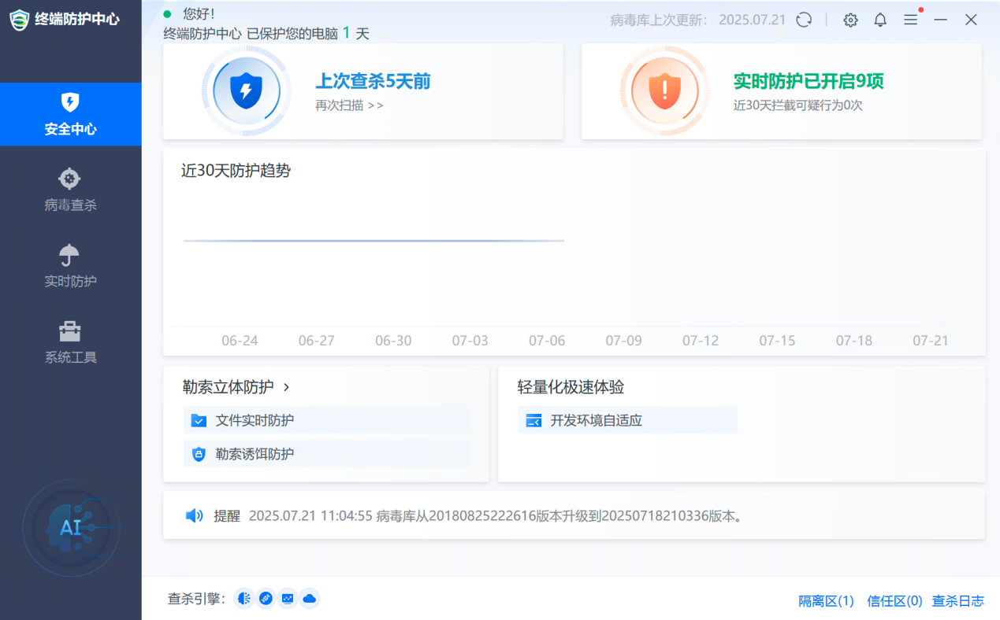 终端防护中心
您好！
终端防护中心 已保护您的电脑 1 天
病毒库上次更新： 2025.07.21
安全中心
病毒查杀
实时防护
系统工具
AI
上次查杀5天前
再次扫描 >>
实时防护已开启9项
近30天拦截可疑行为0次
近30天防护趋势
06-24 06-27 06-30 07-03 07-06 07-09 07-12 07-15 07-18 07-21
勒索立体防护 >
文件实时防护
勒索诱饵防护
轻量化极速体验
开发环境自适应
提醒 2025.07.21 11:04:55 病毒库从20180825222616版本升级到20250718210336版本。
查杀引擎：
隔离区(1) 信任区(0) 查杀日志